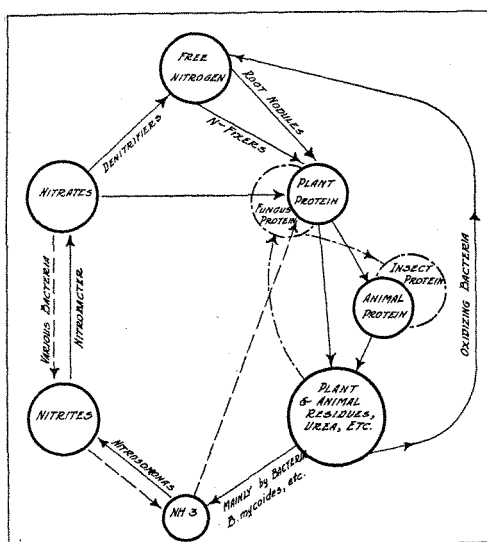 FREE
NITROGEN
ROOT NODULES
N-FIXERS
DENITRIFIERS
NITRATES
PLANT
PROTEIN
FUNGUS
PROTEIN
INSECT
PROTEIN
ANIMAL
PROTEIN
OXIDIZING BACTERIA
VARIOUS BACTERIA
NITROBACTER
NITRITES
PLANT
& ANIMAL
RESIDUES,
UREA, ETC.
NITROSOMONAS
MAINLY BY BACTERIA
B. mycoides, etc.
NH 3